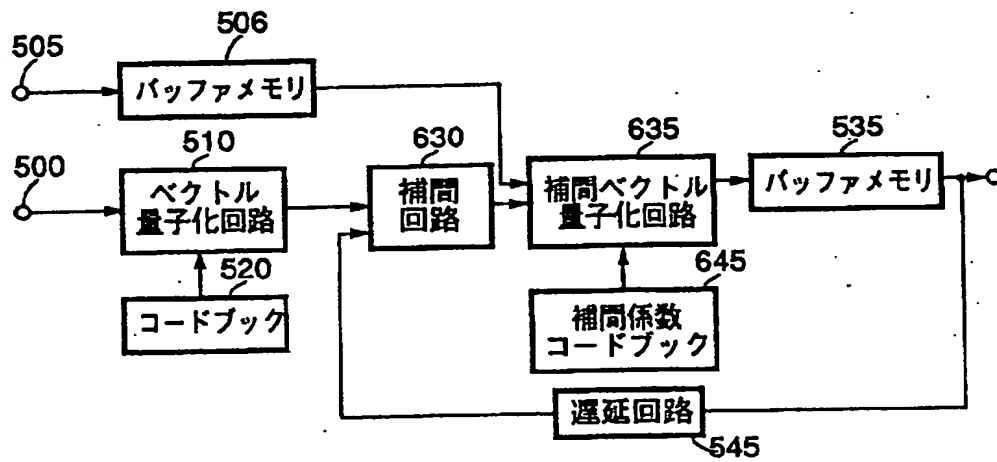 505
506
バッファメモリ
500
510
ベクトル
量子化回路
520
コードブック
630
補間
回路
635
補間ベクトル
量子化回路
535
バッファメモリ
645
補間係数
コードブック
遅延回路
545